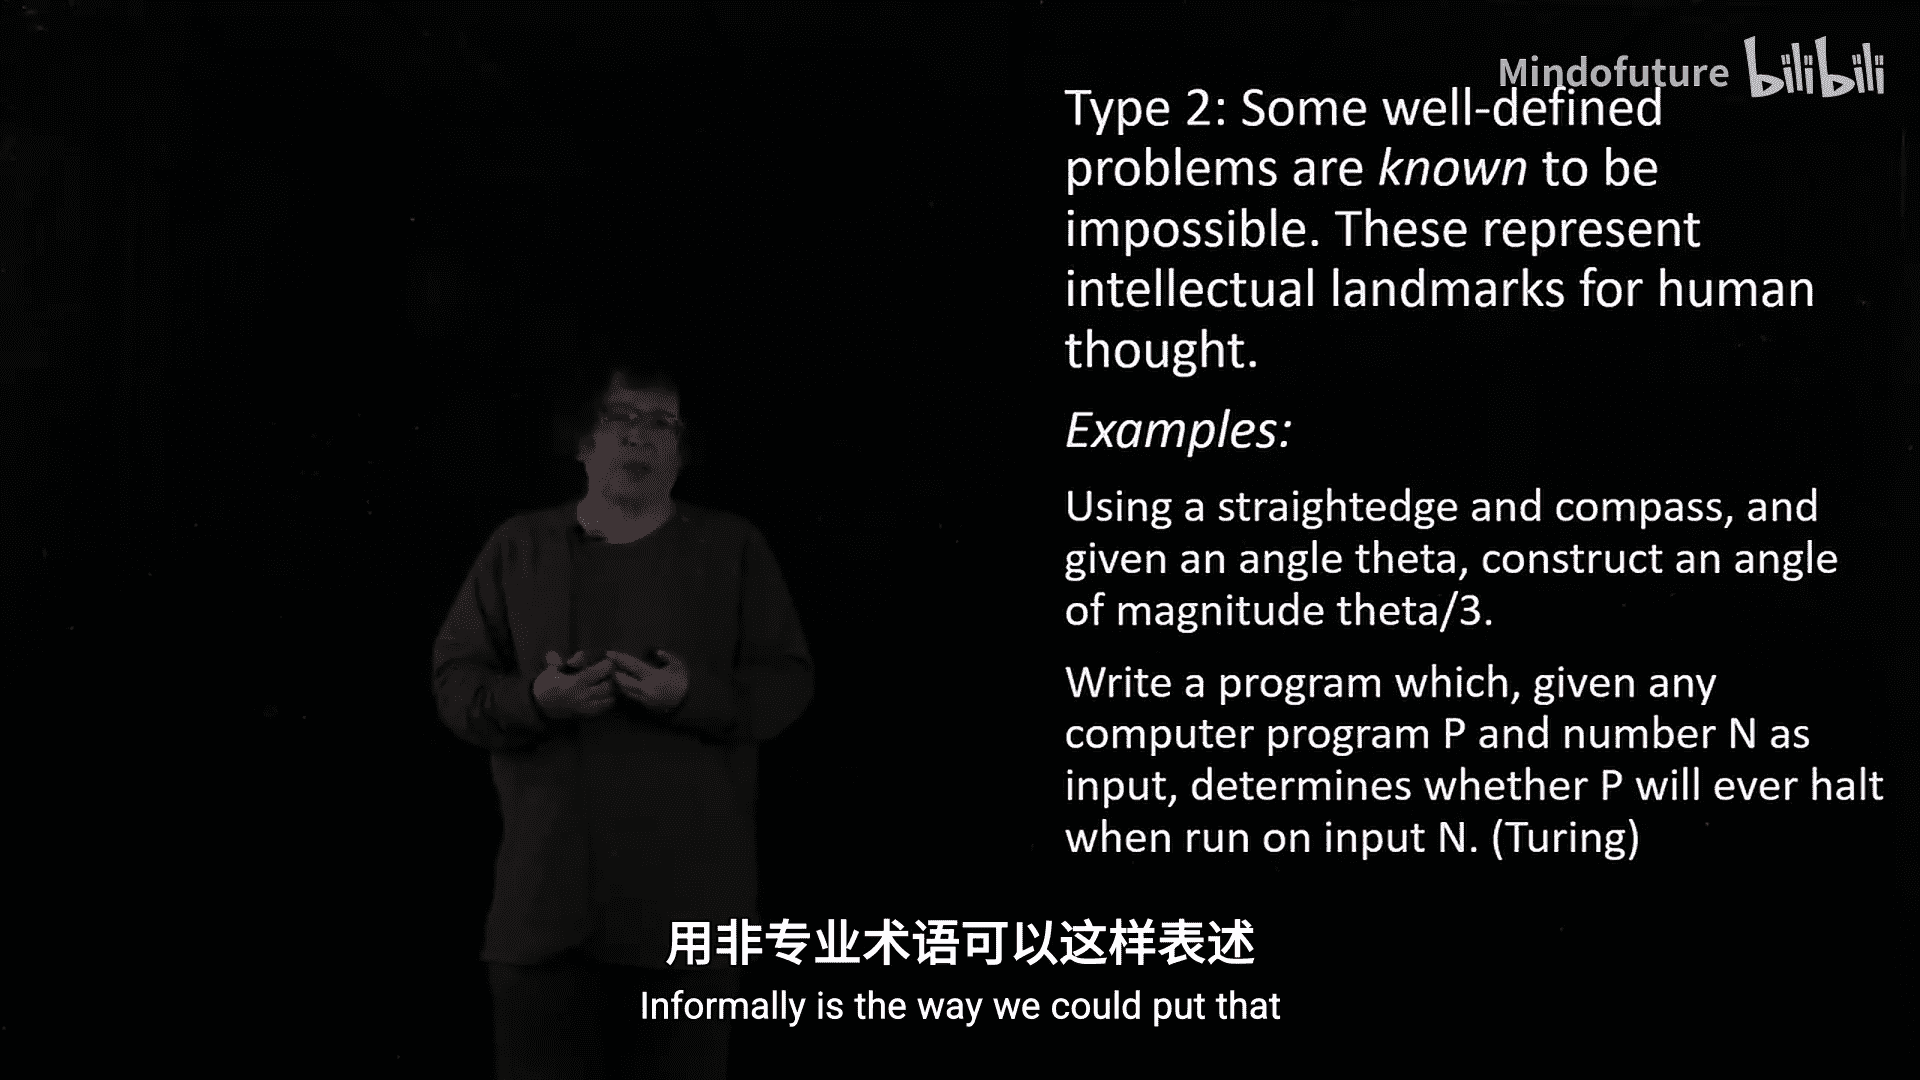 Mindofuture bilibili
Type 2: Some well-defined
problems are known to be
impossible. These represent
intellectual landmarks for human
thought.
Examples:
Using a straightedge and compass, and
given an angle theta, construct an angle
of magnitude theta/3.
Write a program which, given any
computer program P and number N as
input, determines whether P will ever halt
when run on input N. (Turing)
用非专业术语可以这样表述
Informally is the way we could put that